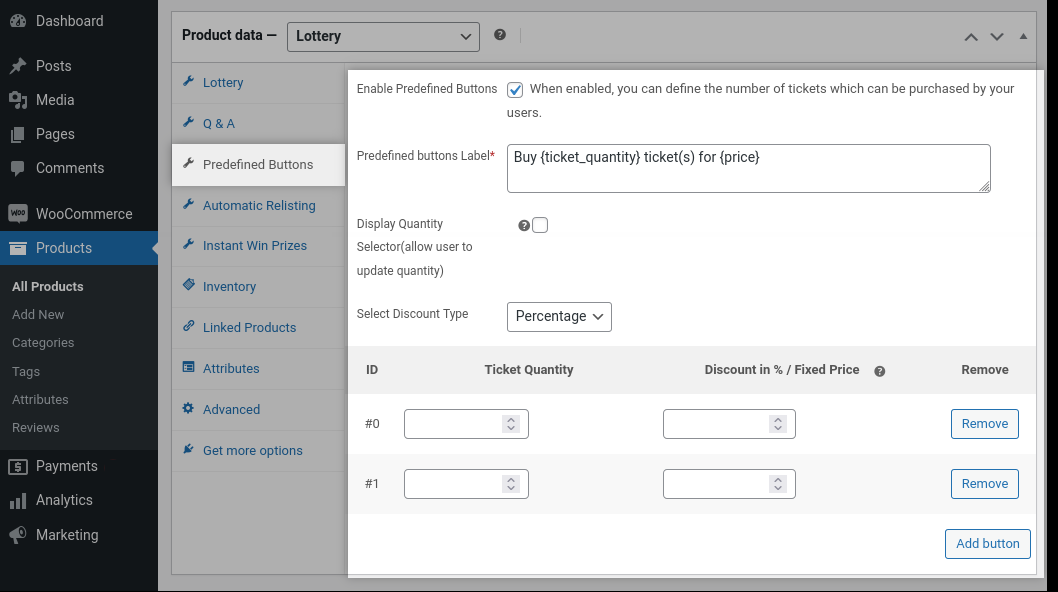 Dashboard
Posts
Media
Pages
Comments
WOO
WooCommerce
Products
All Products
Add New
Categories
Tags
Attributes
Reviews
Payments
Analytics
Marketing
Product data —
Lottery
?
Lottery
Q & A
Predefined Buttons
Automatic Relisting
Instant Win Prizes
Inventory
Linked Products
Attributes
Advanced
Get more options
Enable Predefined Buttons
When enabled, you can define the number of tickets which can be purchased by your
users.
Predefined buttons Label*
Buy {ticket_quantity} ticket(s) for {price}
Display Quantity
Selector(allow user to
update quantity)
?
Select Discount Type
Percentage
ID Ticket Quantity Discount in % / Fixed Price ? Remove
#0 Remove
#1 Remove
Add button